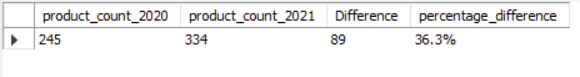 product_count_2020 product_count_2021 Difference percentage_difference
245 334 89 36.3%